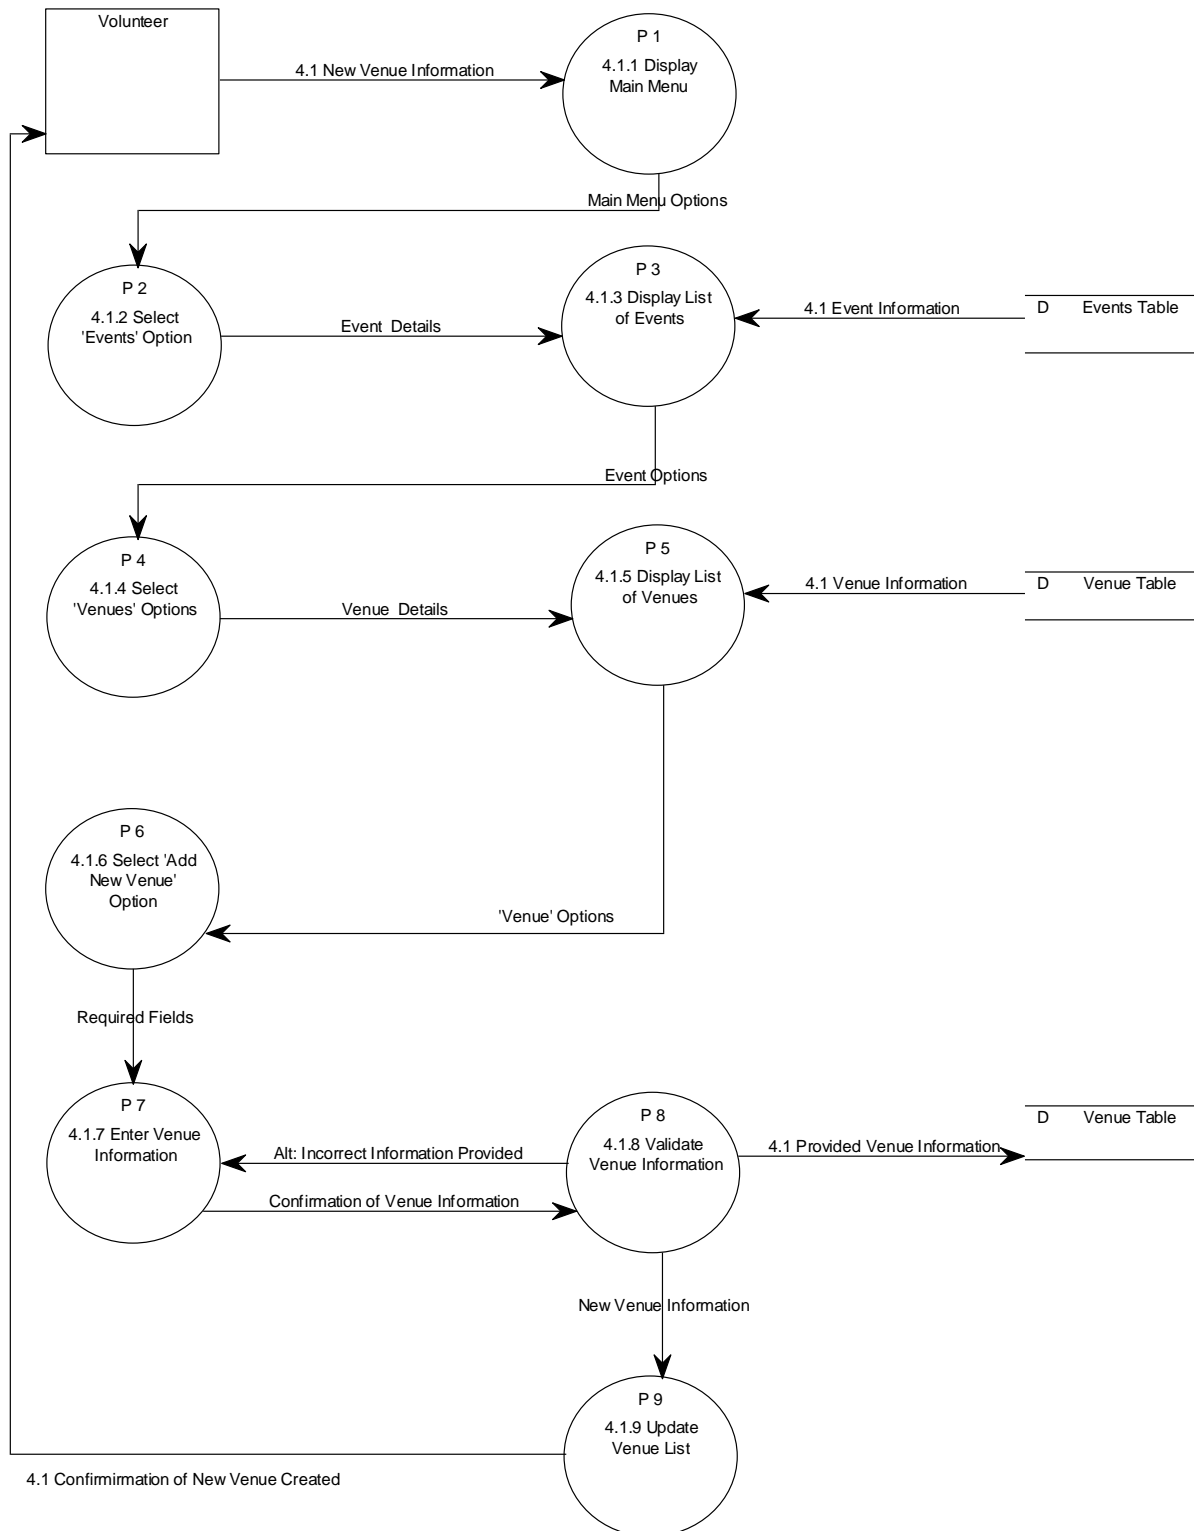 Volunteer
P 1
4.1 New Venue Information
4.1.1 Display
Main Menu
Main Menu Options
P 2
4.1.2 Select
'Events' Option
Event  Details
P 3
4.1.3 Display List
of Events
4.1 Event Information
D Events Table
Event Options
P 4
4.1.4 Select
'Venues' Options
Venue  Details
P 5
4.1.5 Display List
of Venues
4.1 Venue Information
D Venue Table
P 6
4.1.6 Select 'Add
New Venue'
Option
'Venue' Options
Required Fields
P 7
4.1.7 Enter Venue
Information
Alt: Incorrect Information Provided
Confirmation of Venue Information
P 8
4.1.8 Validate
Venue Information
4.1 Provided Venue Information
D Venue Table
New Venue Information
P 9
4.1.9 Update
Venue List
4.1 Confirmirmation of New Venue Created